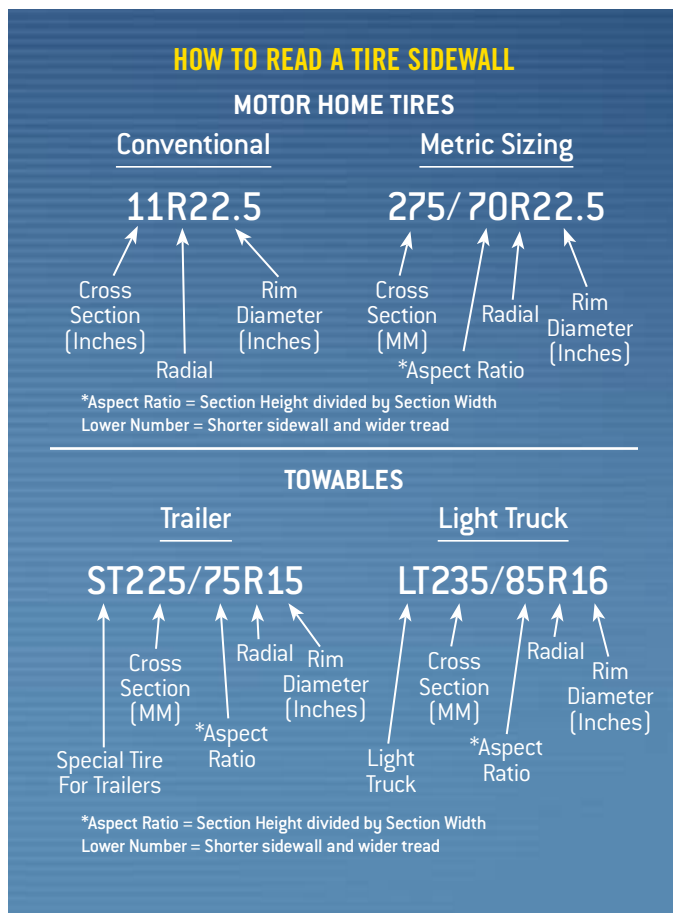 HOW TO READ A TIRE SIDEWALL
MOTOR HOME TIRES
Conventional
11R22.5
Cross
Section
(Inches)
Radial
Rim
Diameter
(Inches)
Metric Sizing
275/70R22.5
Cross
Section
(MM)
*Aspect Ratio
Radial
Rim
Diameter
(Inches)
*Aspect Ratio = Section Height divided by Section Width
Lower Number = Shorter sidewall and wider tread
TOWABLES
Trailer
ST225/75R15
Special Tire
For Trailers
Cross
Section
(MM)
*Aspect
Ratio
Radial
Rim
Diameter
(Inches)
Light Truck
LT235/85R16
Light
Truck
Cross
Section
(MM)
*Aspect
Ratio
Radial
Rim
Diameter
(Inches)
*Aspect Ratio = Section Height divided by Section Width
Lower Number = Shorter sidewall and wider tread